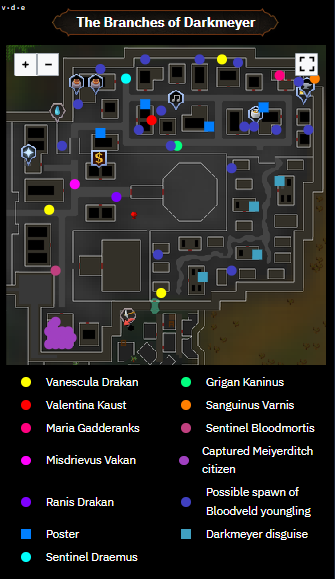 v·d·e
The Branches of Darkmeyer
+ −
$
Vanescula Drakan
Grigan Kaninus
Valentina Kaust
Sanguinus Varnis
Maria Gadderanks
Sentinel Bloodmortis
Misdrievus Vakan
Captured Meiyerditch
citizen
Ranis Drakan
Possible spawn of
Bloodveld youngling
Poster
Darkmeyer disguise
Sentinel Draemus